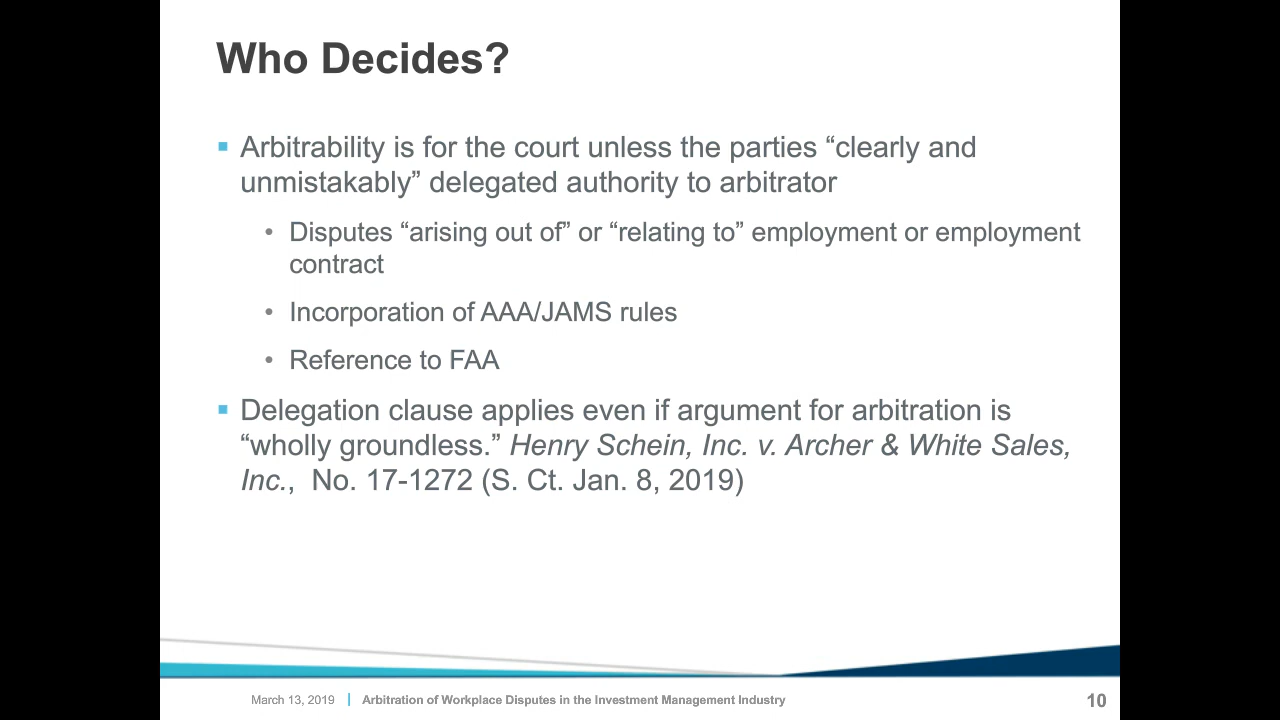 Who Decides?
▪ Arbitrability is for the court unless the parties “clearly and
unmistakably” delegated authority to arbitrator
• Disputes “arising out of” or “relating to” employment or employment
contract
• Incorporation of AAA/JAMS rules
• Reference to FAA
▪ Delegation clause applies even if argument for arbitration is
“wholly groundless.” Henry Schein, Inc. v. Archer & White Sales,
Inc., No. 17-1272 (S. Ct. Jan. 8, 2019)
March 13, 2019 | Arbitration of Workplace Disputes in the Investment Management Industry 10